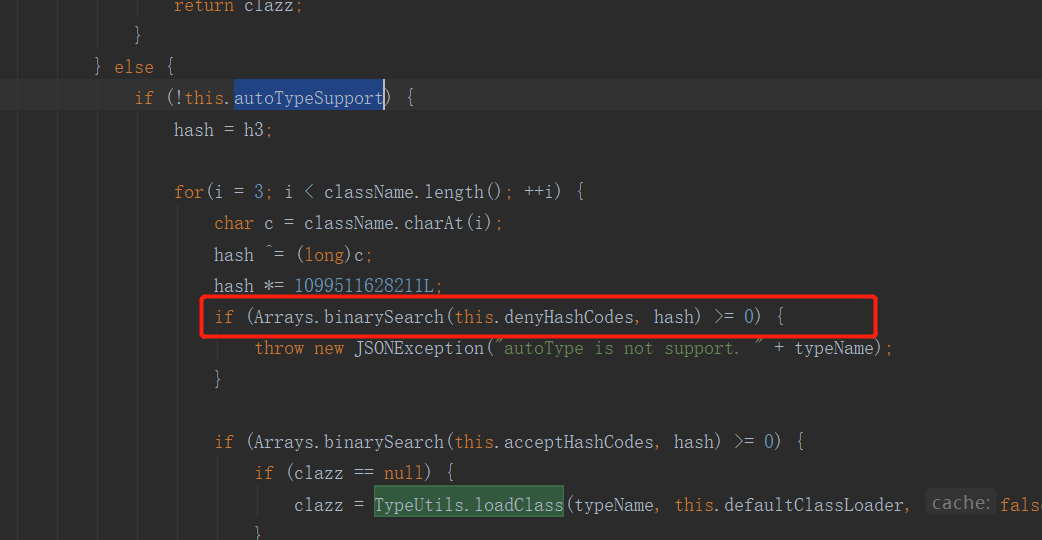 return clazz;
}
} else {
if (!this.autoTypeSupport) {
hash = h3;
for(i = 3; i < className.length(); ++i) {
char c = className.charAt(i);
hash ^= (long)c;
hash *= 1099511628211L;
if (Arrays.binarySearch(this.denyHashCodes, hash) >= 0) {
throw new JSONException("autoType is not support. " + typeName);
}
if (Arrays.binarySearch(this.acceptHashCodes, hash) >= 0) {
if (clazz == null) {
clazz = TypeUtils.loadClass(typeName, this.defaultClassLoader, cache: fals
}